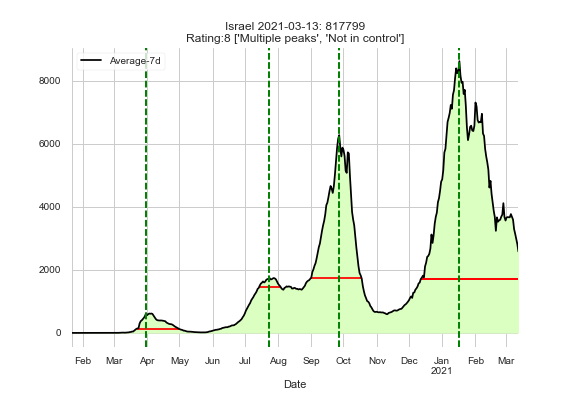 Israel 2021-03-13: 817799
Rating:8 ['Multiple peaks', 'Not in control']
Average-7d
8000
6000
4000
2000
0
Feb Mar Apr May Jun Jul Aug Sep Oct Nov Dec Jan Feb Mar
2021
Date